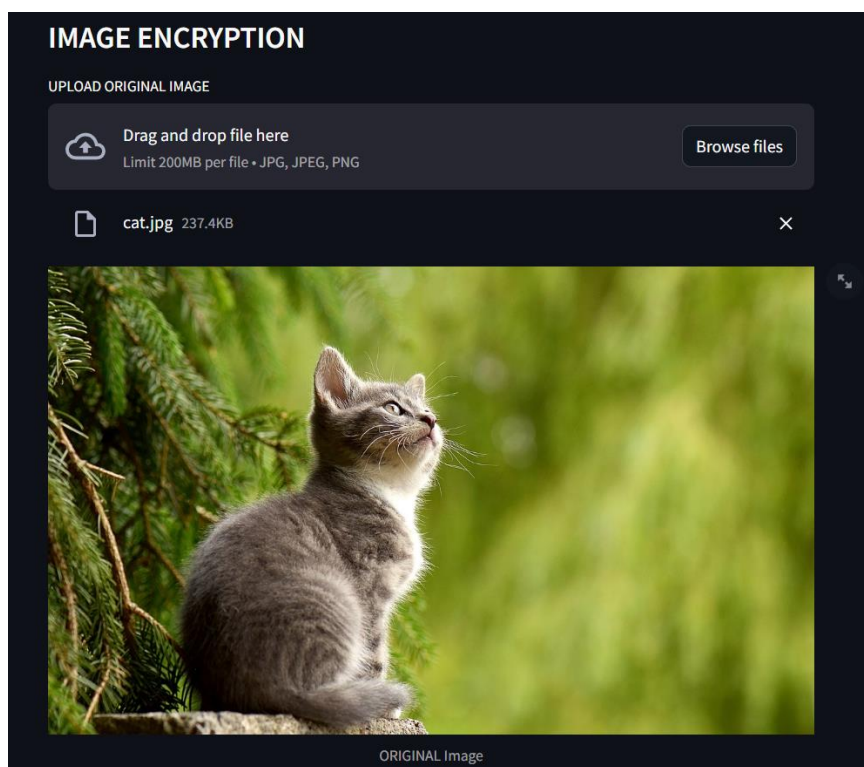 IMAGE ENCRYPTION
UPLOAD ORIGINAL IMAGE
Drag and drop file here
Limit 200MB per file • JPG, JPEG, PNG
Browse files
cat.jpg 237.4KB
ORIGINAL Image